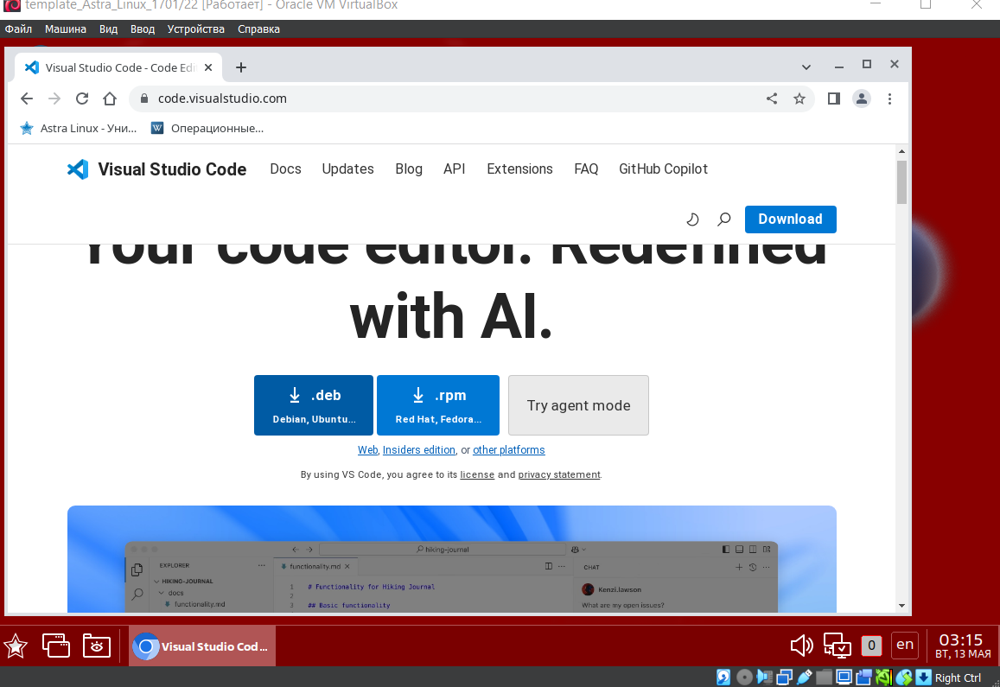 template_Astra_Linux_1701/22 [Работает] - Oracle VM VirtualBox
Файл Машина Вид Ввод Устройства Справка
Visual Studio Code - Code Edi
code.visualstudio.com
Astra Linux - Уни... Операционные...
Visual Studio Code Docs Updates Blog API Extensions FAQ GitHub Copilot
Download
Your code editor. Redefined
with AI.
.deb .rpm Try agent mode
Debian, Ubuntu... Red Hat, Fedora...
Web, Insiders edition, or other platforms
By using VS Code, you agree to its license and privacy statement.
hiking-journal
EXPLORER ... functionality.md CHAT
HIKING-JOURNAL
docs
functionality.md
1 # Functionality for Hiking Journal
2
3 ## Basic functionality
Kenzi.lawson
What are my open issues?
Visual Studio Cod... 0 en 03:15
ВТ, 13 МАЯ
Right Ctrl